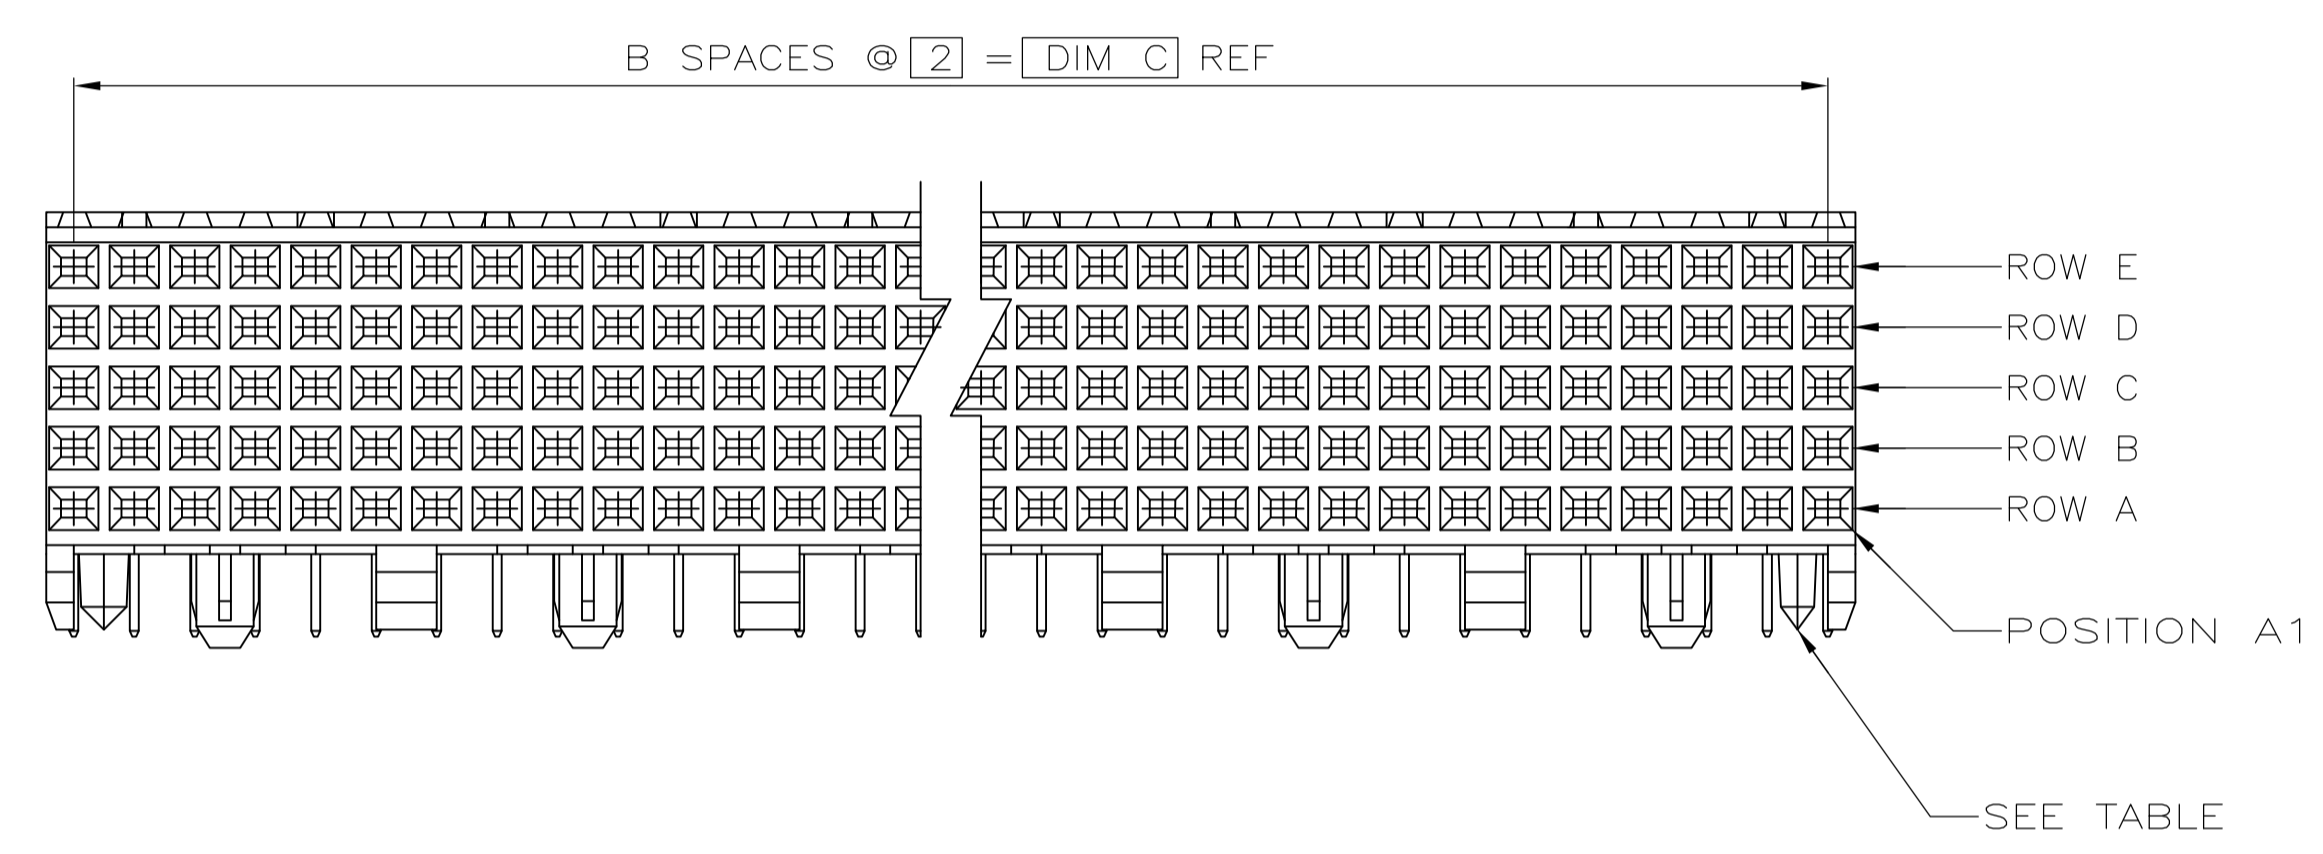 B SPACES @ 2 = DIM C REF
ROW E
ROW D
ROW C
ROW B
ROW A
POSITION A1
SEE TABLE